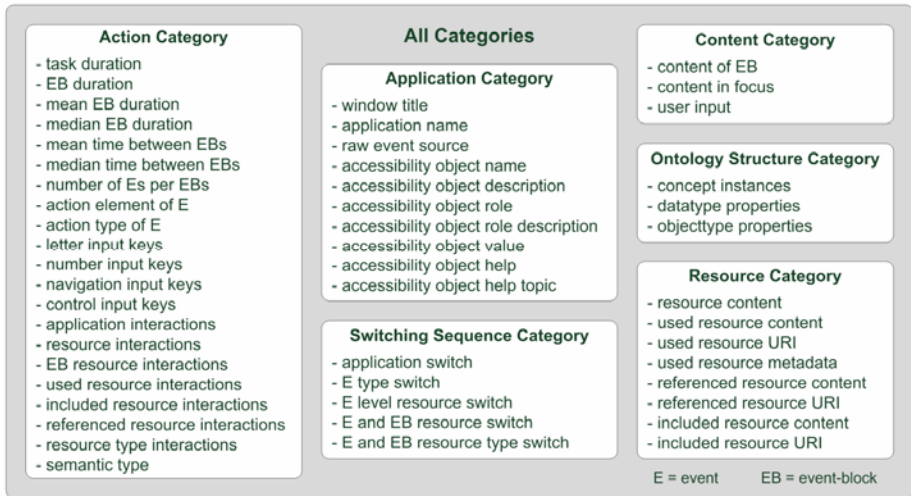 All Categories
Action Category
- task duration
- EB duration
- mean EB duration
- median EB duration
- mean time between EBs
- median time between EBs
- number of Es per EBs
- action element of E
- action type of E
- letter input keys
- number input keys
- navigation input keys
- control input keys
- application interactions
- resource interactions
- EB resource interactions
- used resource interactions
- included resource interactions
- referenced resource interactions
- resource type interactions
- semantic type
Application Category
- window title
- application name
- raw event source
- accessibility object name
- accessibility object description
- accessibility object role
- accessibility object role description
- accessibility object value
- accessibility object help
- accessibility object help topic
Switching Sequence Category
- application switch
- E type switch
- E level resource switch
- E and EB resource switch
- E and EB resource type switch
Content Category
- content of EB
- content in focus
- user input
Ontology Structure Category
- concept instances
- datatype properties
- objecttype properties
Resource Category
- resource content
- used resource content
- used resource URI
- used resource metadata
- referenced resource content
- referenced resource URI
- included resource content
- included resource URI
E = event EB = event-block